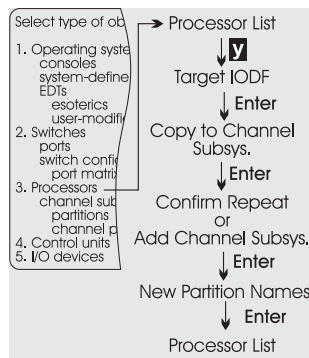 Select type of ob
1. Operating syste
consoles
system-define
EDTs
esoterics
user-modifi
2. Switches
ports
switch config
port matrix
3. Processors
channel sub
partitions
channel p
4. Control units
5. I/O devices
Processor List
y
Target IODF
Enter
Copy to Channel
Subsys.
Enter
Confirm Repeat
or
Add Channel Subsys.
Enter
New Partition Names
Enter
Processor List